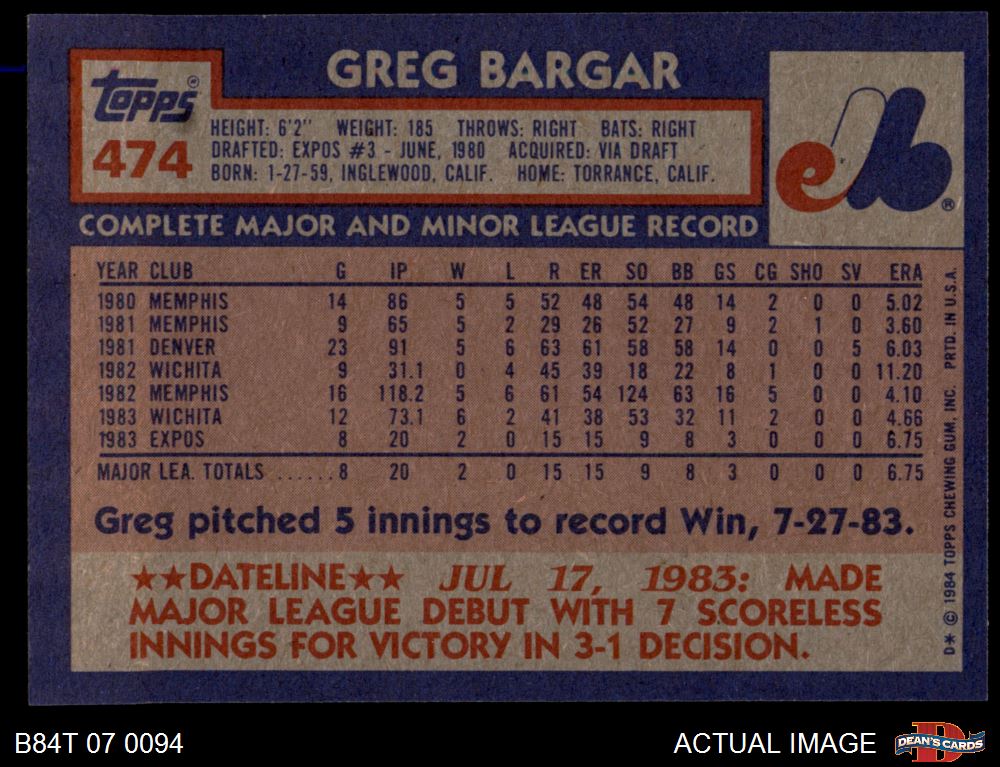 GREG BARGAR
topps®
474
HEIGHT: 6'2" WEIGHT: 185 THROWS: RIGHT BATS: RIGHT
DRAFTED: EXPOS #3 - JUNE, 1980 ACQUIRED: VIA DRAFT
BORN: 1-27-59, INGLEWOOD, CALIF. HOME: TORRANCE, CALIF.
eb ®
COMPLETE MAJOR AND MINOR LEAGUE RECORD
YEAR CLUB G IP W L R ER SO BB GS CG SHO SV ERA
1980 MEMPHIS 14 86 5 5 52 48 54 48 14 2 0 0 5.02
1981 MEMPHIS 9 65 5 2 29 26 52 27 9 2 1 0 3.60
1981 DENVER 23 91 5 6 63 61 58 58 14 0 0 5 6.03
1982 WICHITA 9 31.1 0 4 45 39 18 22 8 1 0 0 11.20
1982 MEMPHIS 16 118.2 5 6 61 54 124 63 16 5 0 0 4.10
1983 WICHITA 12 73.1 6 2 41 38 53 32 11 2 0 0 4.66
1983 EXPOS 8 20 2 0 15 15 9 8 3 0 0 0 6.75
MAJOR LEA. TOTALS ......8 20 2 0 15 15 9 8 3 0 0 0 6.75
Greg pitched 5 innings to record Win, 7-27-83.
★★DATELINE★★ JUL 17, 1983: MADE
MAJOR LEAGUE DEBUT WITH 7 SCORELESS
INNINGS FOR VICTORY IN 3-1 DECISION.
D* © 1984 TOPPS CHEWING GUM, INC. PRTD. IN U.S.A.
B84T 07 0094
ACTUAL IMAGE
D
DEAN'S CARDS